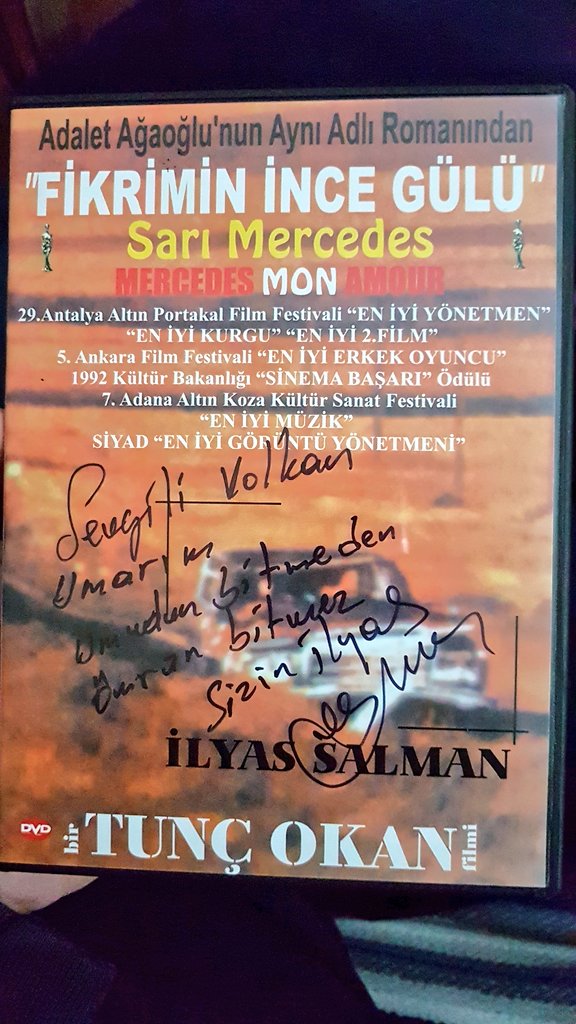 Adalet Ağaoğlu'nun Aynı Adlı Romanından
"FİKRİMİN İNCE GÜLÜ"
Sarı Mercedes
MERCEDES MON AMOUR
29.Antalya Altın Portakal Film Festivali “EN İYİ YÖNETMEN”
“EN İYİ KURGU” “EN İYİ 2.FİLM”
5. Ankara Film Festivali “EN İYİ ERKEK OYUNCU”
1992 Kültür Bakanlığı “SİNEMA BAŞARI” Ödülü
7. Adana Altın Koza Kültür Sanat Festivali
“EN İYİ MÜZİK”
SİYAD “EN İYİ GÖRÜNTÜ YÖNETMENİ”
Sevgili Volkan
Umarım
Umudun bitmeden
Ömrün bitmez
Sizin İlyas
İLYAS SALMAN
DVD
bir TUNÇ OKAN filmi